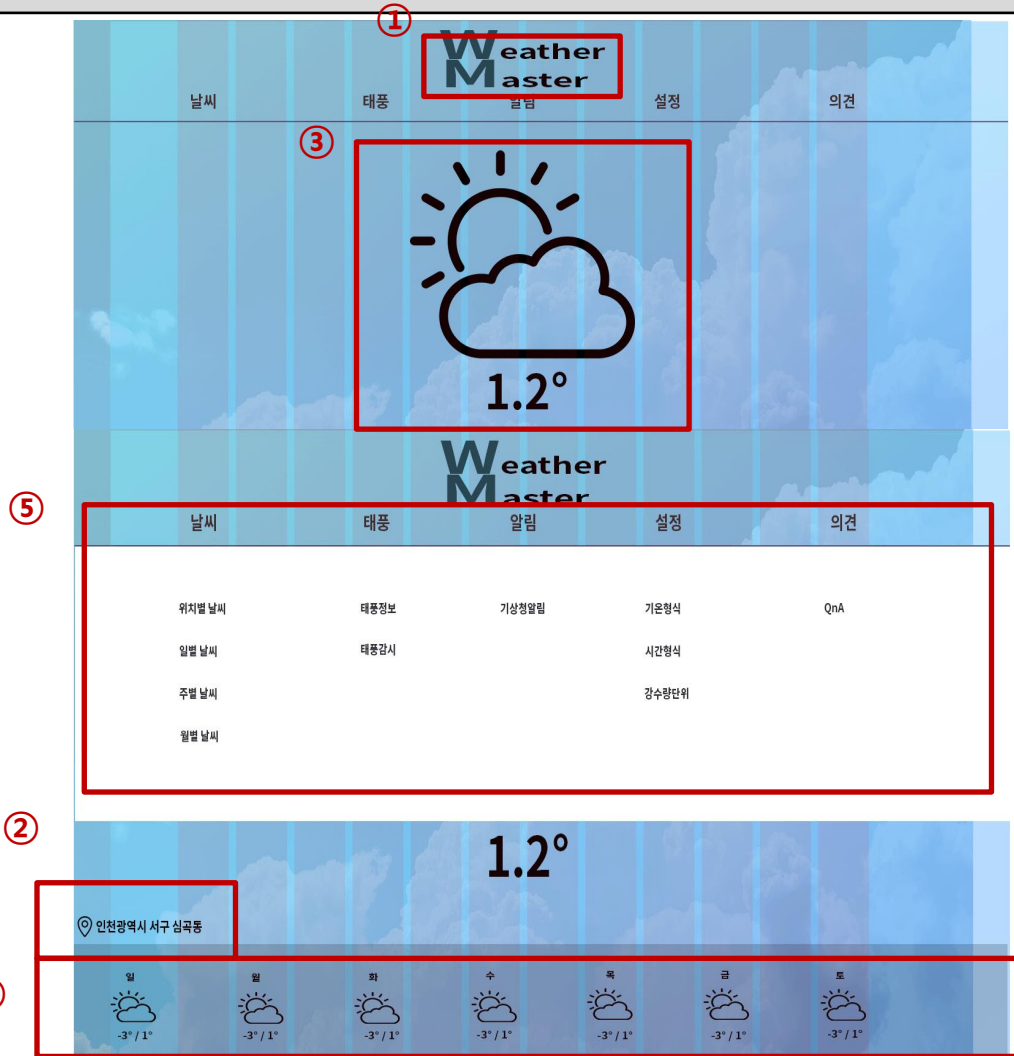 ①
Weather
Master
날씨 태풍 알림 설정 의견
③
1.2°
Weather
Master
⑤
날씨 태풍 알림 설정 의견
위치별 날씨 태풍정보 기상청알림 기온형식 QnA
일별 날씨 태풍감시 시간형식
주별 날씨 강수량단위
월별 날씨
②
1.2°
인천광역시 서구 심곡동
일 월 화 수 목 금 토
-3° / 1° -3° / 1° -3° / 1° -3° / 1° -3° / 1° -3° / 1° -3° / 1°